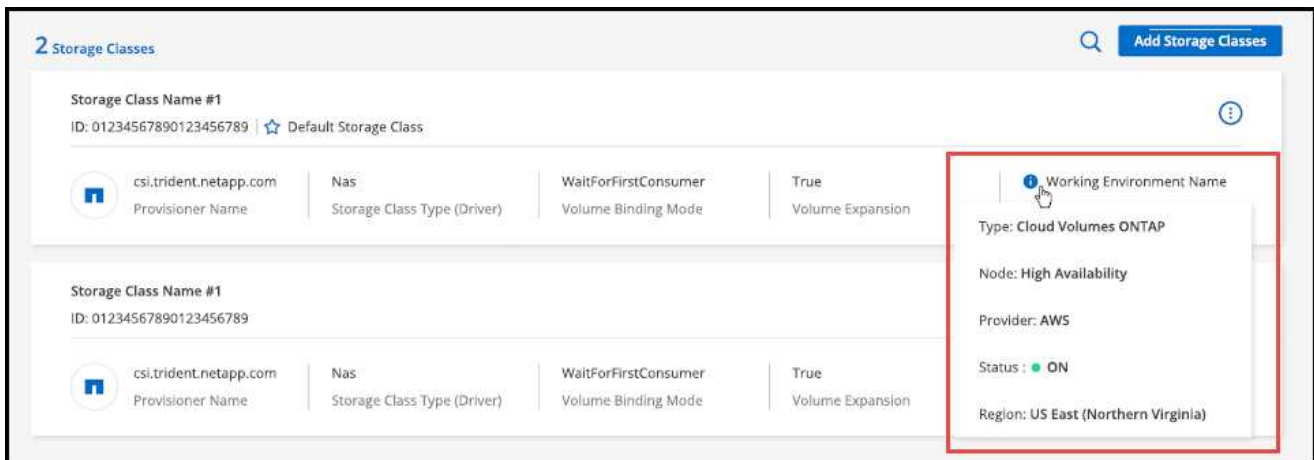 2 Storage Classes
Add Storage Classes
Storage Class Name #1
ID: 01234567890123456789
Default Storage Class
csi.trident.netapp.com
Provisioner Name
Nas
Storage Class Type (Driver)
WaitForFirstConsumer
Volume Binding Mode
True
Volume Expansion
Working Environment Name
Type: Cloud Volumes ONTAP
Node: High Availability
Provider: AWS
Status : ON
Region: US East (Northern Virginia)
Storage Class Name #1
ID: 01234567890123456789
csi.trident.netapp.com
Provisioner Name
Nas
Storage Class Type (Driver)
WaitForFirstConsumer
Volume Binding Mode
True
Volume Expansion